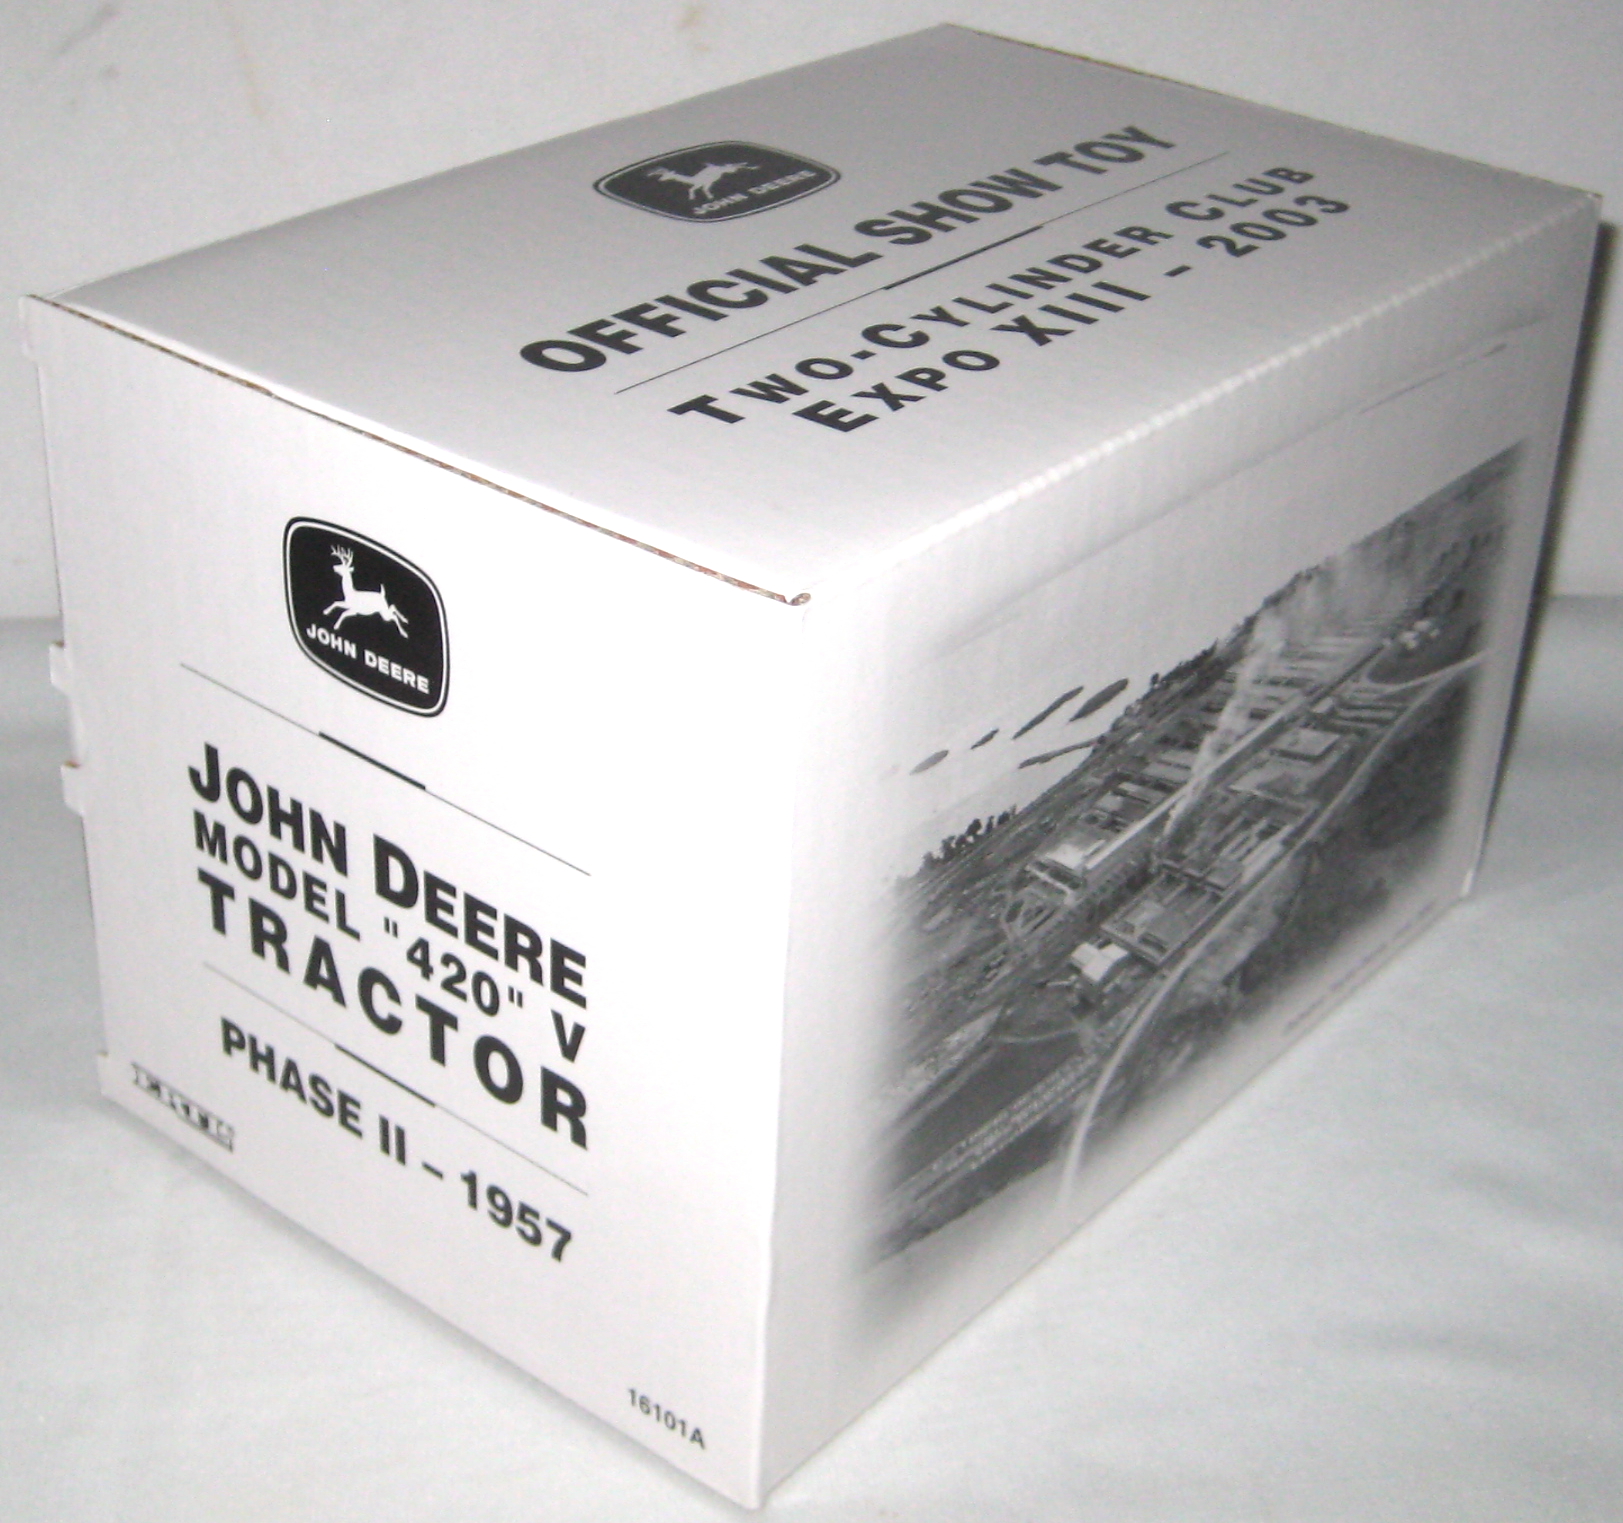 JOHN DEERE
OFFICIAL SHOW TOY
TWO-CYLINDER CLUB
EXPO XIII - 2003
JOHN DEERE
JOHN DEERE
MODEL "420" V
TRACTOR
PHASE II - 1957
ERTL
16101A